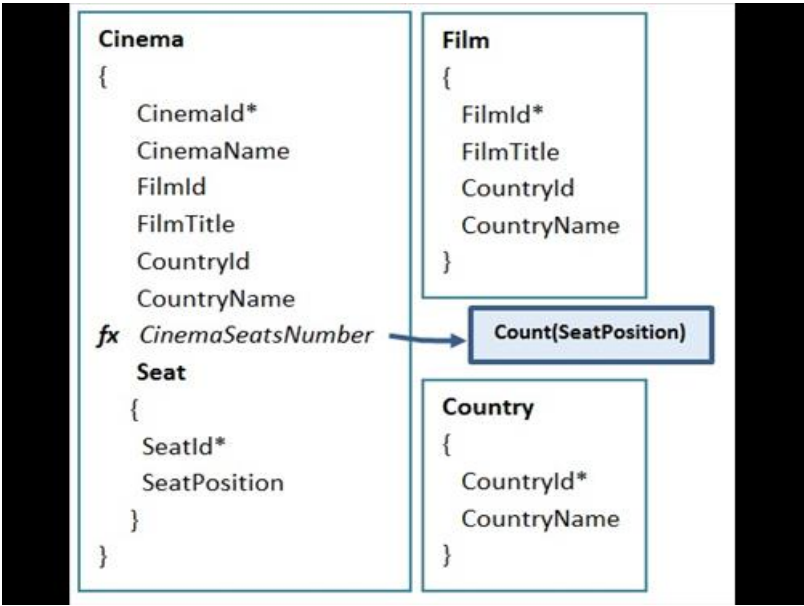 Cinema
{
CinemaId*
CinemaName
FilmId
FilmTitle
CountryId
CountryName
fx CinemaSeatsNumber
Seat
{
SeatId*
SeatPosition
}
}
Film
{
FilmId*
FilmTitle
CountryId
CountryName
}
Count(SeatPosition)
Country
{
CountryId*
CountryName
}